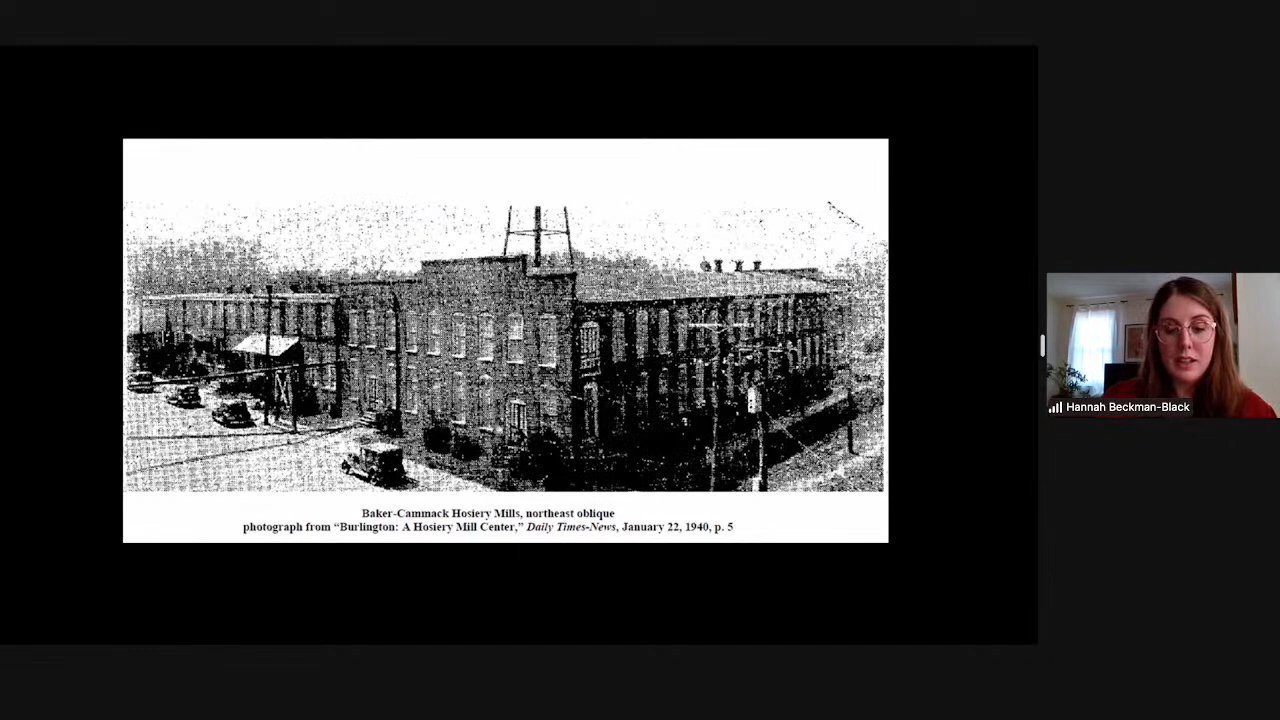 Baker-Cammack Hosiery Mills, northeast oblique
photograph from “Burlington: A Hosiery Mill Center,” Daily Times-News, January 22, 1940, p. 5
Hannah Beckman-Black